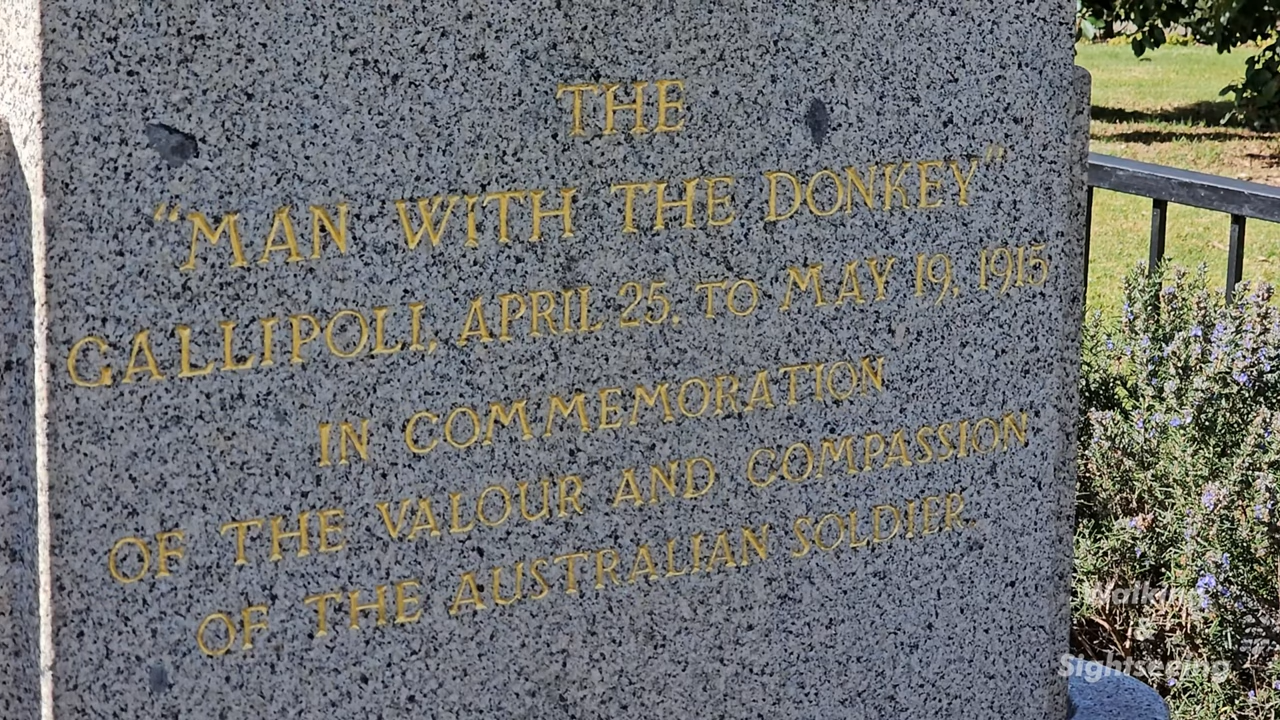 THE
"MAN WITH THE DONKEY"
GALLIPOLI, APRIL 25, TO MAY 19, 1915
IN COMMEMORATION
OF THE VALOUR AND COMPASSION
OF THE AUSTRALIAN SOLDIER.
Walking
&
Sightseeing